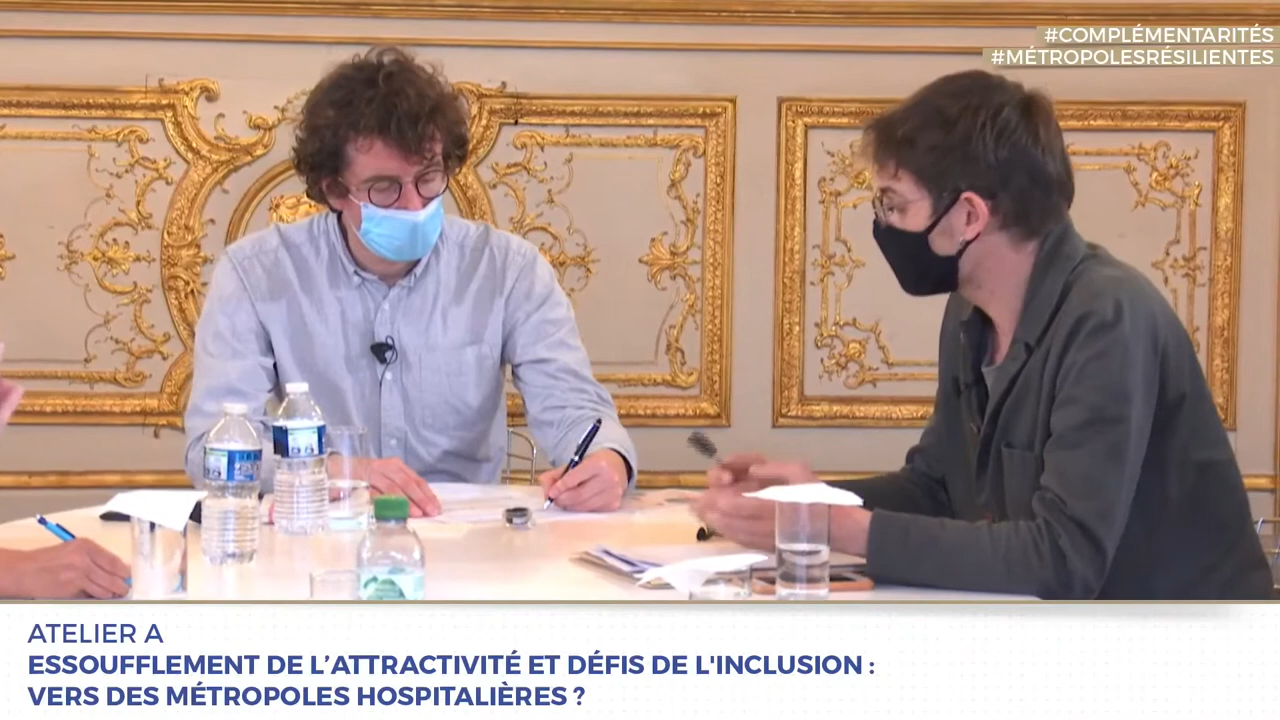 #COMPLÉMENTARITÉS
#MÉTROPOLESRÉSILIENTES
ATELIER A
ESSOUFFLEMENT DE L’ATTRACTIVITÉ ET DÉFIS DE L'INCLUSION :
VERS DES MÉTROPOLES HOSPITALIÈRES ?